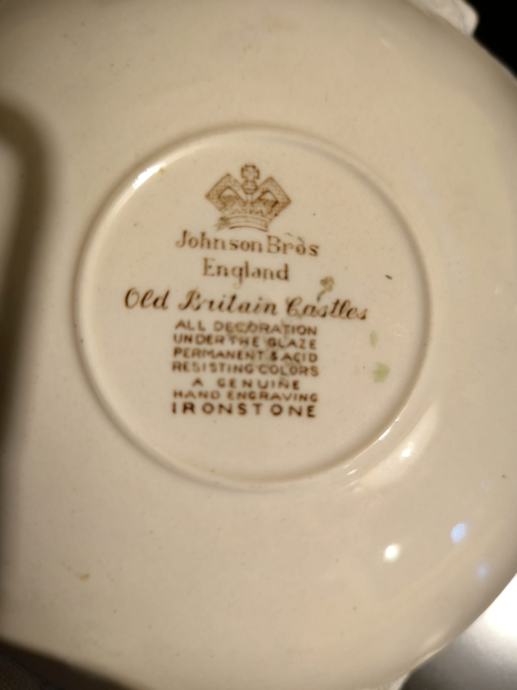 Johnson Bros
England
Old Britain Castles
ALL DECORATION
UNDER THE GLAZE
PERMANENT & ACID
RESISTING COLORS
A GENUINE
HAND ENGRAVING
IRONSTONE